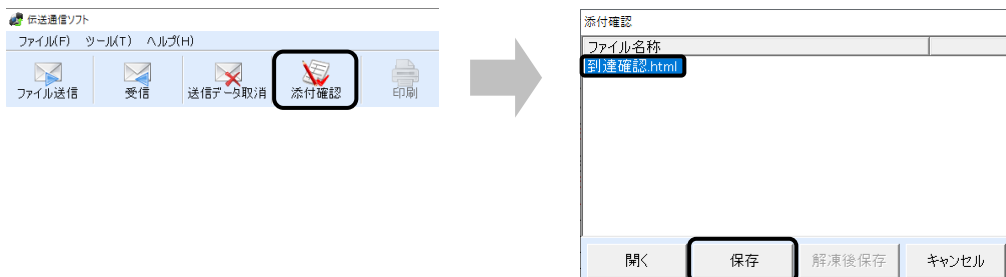 伝送通信ソフト
ファイル(F) ツール(T) ヘルプ(H)
ファイル送信 受信 送信データ取消 添付確認 印刷
添付確認
ファイル名称
到達確認.html
開く 保存 解凍後保存 キャンセル